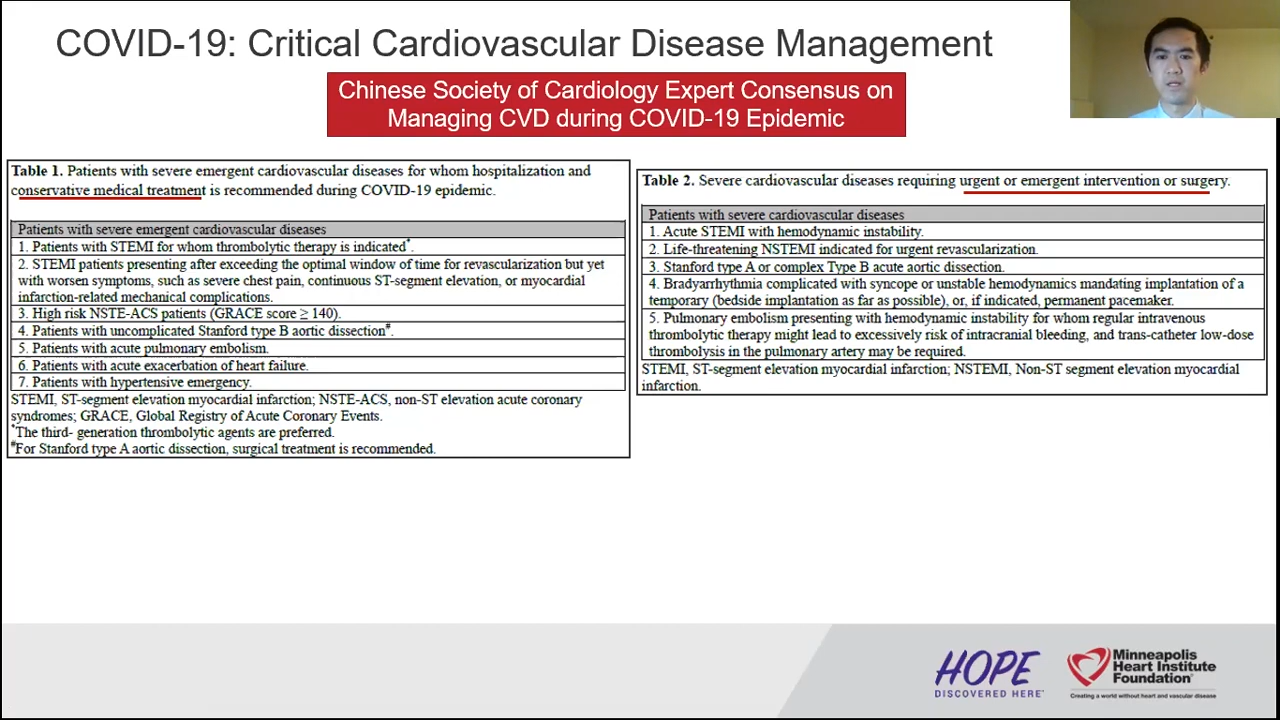 COVID-19: Critical Cardiovascular Disease Management
Chinese Society of Cardiology Expert Consensus on
Managing CVD during COVID-19 Epidemic
Table 1. Patients with severe emergent cardiovascular diseases for whom hospitalization and
conservative medical treatment is recommended during COVID-19 epidemic.
Patients with severe emergent cardiovascular diseases
1. Patients with STEMI for whom thrombolytic therapy is indicated*.
2. STEMI patients presenting after exceeding the optimal window of time for revascularization but yet
with worsen symptoms, such as severe chest pain, continuous ST-segment elevation, or myocardial
infarction-related mechanical complications.
3. High risk NSTE-ACS patients (GRACE score ≥ 140).
4. Patients with uncomplicated Stanford type B aortic dissection#.
5. Patients with acute pulmonary embolism.
6. Patients with acute exacerbation of heart failure.
7. Patients with hypertensive emergency.
STEMI, ST-segment elevation myocardial infarction; NSTE-ACS, non-ST elevation acute coronary
syndromes; GRACE, Global Registry of Acute Coronary Events.
*The third- generation thrombolytic agents are preferred.
#For Stanford type A aortic dissection, surgical treatment is recommended.
Table 2. Severe cardiovascular diseases requiring urgent or emergent intervention or surgery.
Patients with severe cardiovascular diseases
1. Acute STEMI with hemodynamic instability.
2. Life-threatening NSTEMI indicated for urgent revascularization.
3. Stanford type A or complex Type B acute aortic dissection.
4. Bradyarrhythmia complicated with syncope or unstable hemodynamics mandating implantation of a
temporary (bedside implantation as far as possible), or, if indicated, permanent pacemaker.
5. Pulmonary embolism presenting with hemodynamic instability for whom regular intravenous
thrombolytic therapy might lead to excessively risk of intracranial bleeding, and trans-catheter low-dose
thrombolysis in the pulmonary artery may be required.
STEMI, ST-segment elevation myocardial infarction; NSTEMI, Non-ST segment elevation myocardial
infarction.
HOPE
DISCOVERED HERE™
Minneapolis
Heart Institute
Foundation®
Creating a world without heart and vascular disease